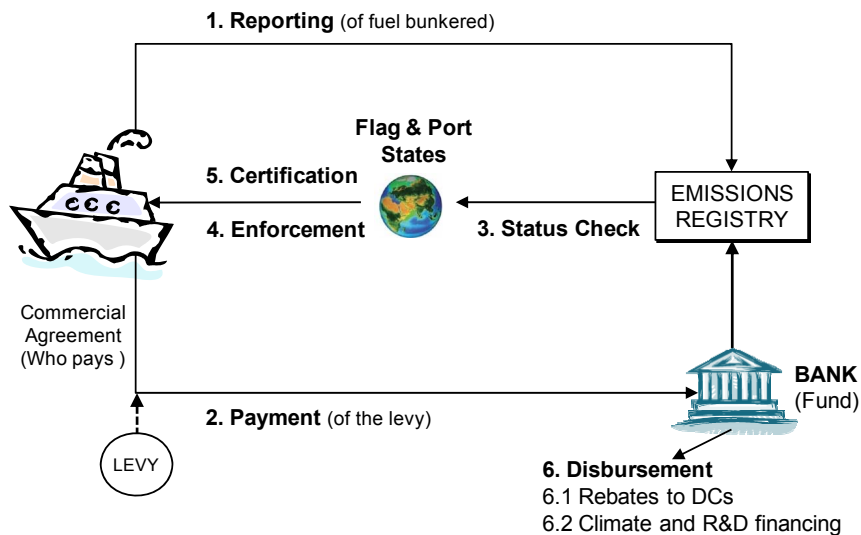 1. Reporting (of fuel bunkered)
Flag & Port
States
5. Certification
EMISSIONS
REGISTRY
4. Enforcement
3. Status Check
Commercial
Agreement
(Who pays )
BANK
(Fund)
2. Payment (of the levy)
LEVY
6. Disbursement
6.1 Rebates to DCs
6.2 Climate and R&D financing